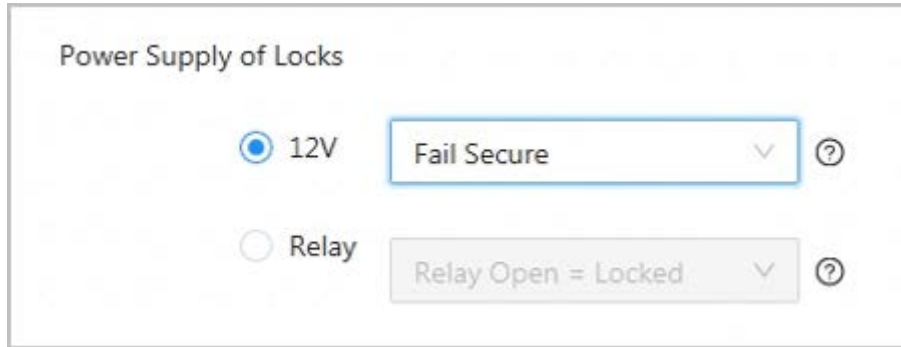 Power Supply of Locks
12V Fail Secure
Relay Relay Open = Locked